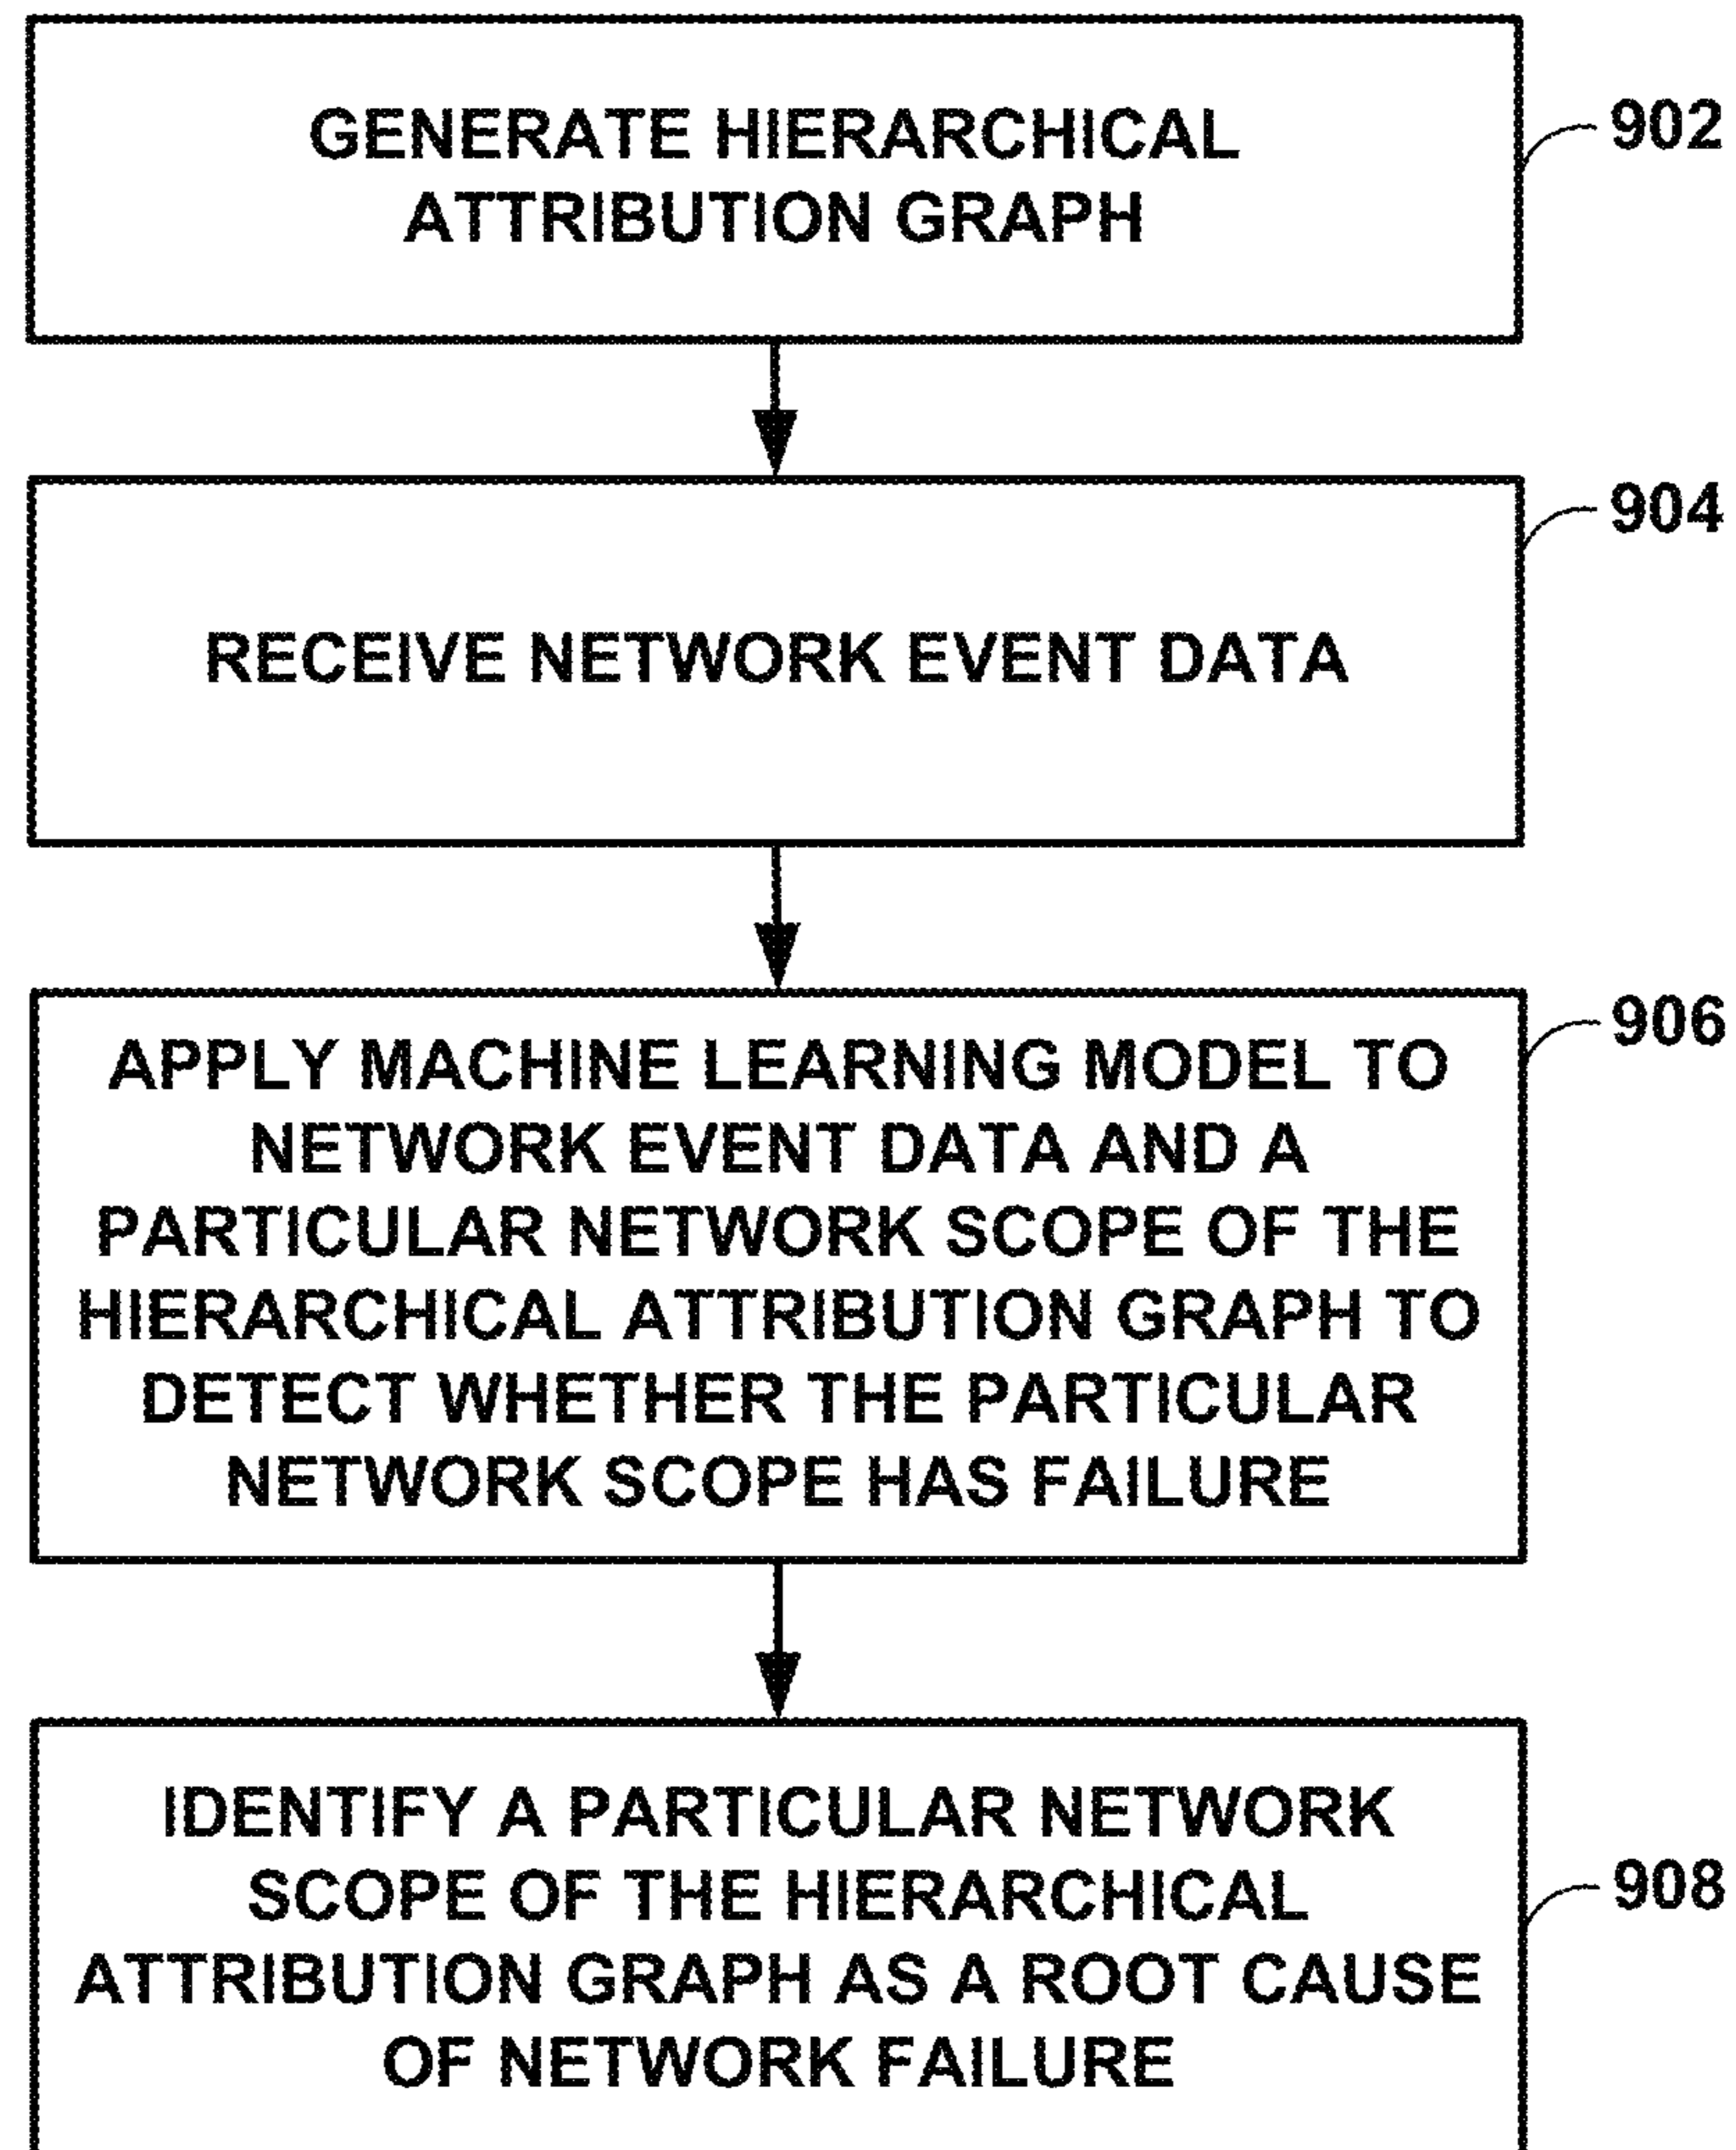 GENERATE HIERARCHICAL
ATTRIBUTION GRAPH
902
RECEIVE NETWORK EVENT DATA
904
APPLY MACHINE LEARNING MODEL TO
NETWORK EVENT DATA AND A
PARTICULAR NETWORK SCOPE OF THE
HIERARCHICAL ATTRIBUTION GRAPH TO
DETECT WHETHER THE PARTICULAR
NETWORK SCOPE HAS FAILURE
906
IDENTIFY A PARTICULAR NETWORK
SCOPE OF THE HIERARCHICAL
ATTRIBUTION GRAPH AS A ROOT CAUSE
OF NETWORK FAILURE
908